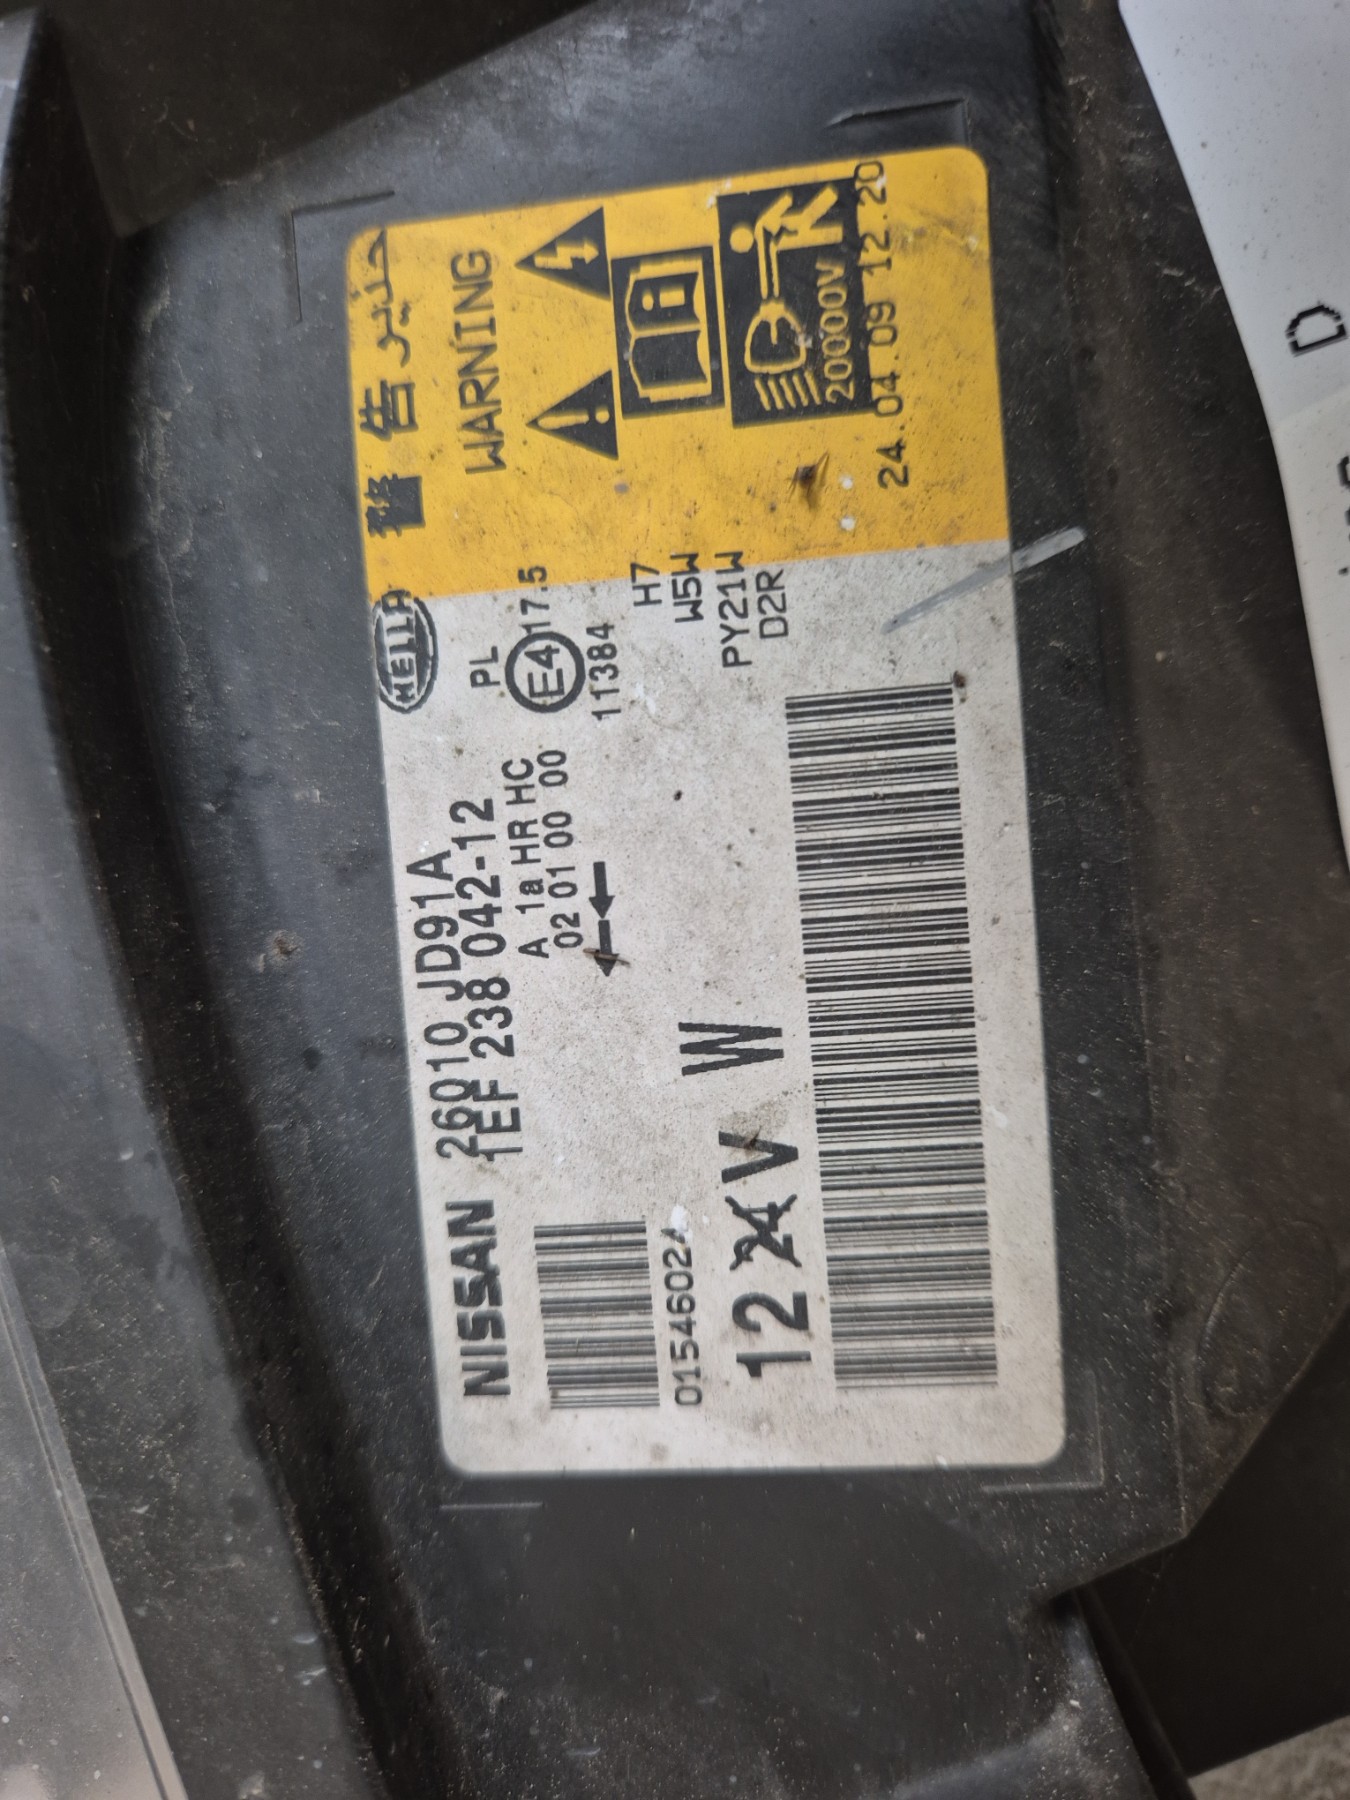 NISSAN 26010 JD91A HELLA 警告 تحذير
1EF 238 042-12 PL WARNING
A 1a HR HC E4 17.5
02 01 00 00 11384
01546024
H7
W5W
12 24 V W PY21W
D2R
20000V
24.04.09 12.20
D